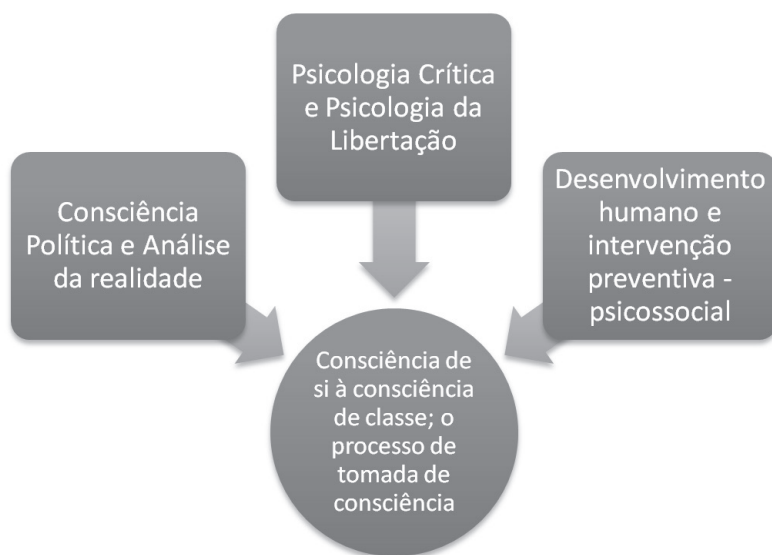 Psicologia Crítica
e Psicologia da
Libertação
Consciência
Política e Análise
da realidade
Desenvolvimento
humano e
intervenção
preventiva -
psicossocial
Consciência de
si à consciência
de classe; o
processo de
tomada de
consciência